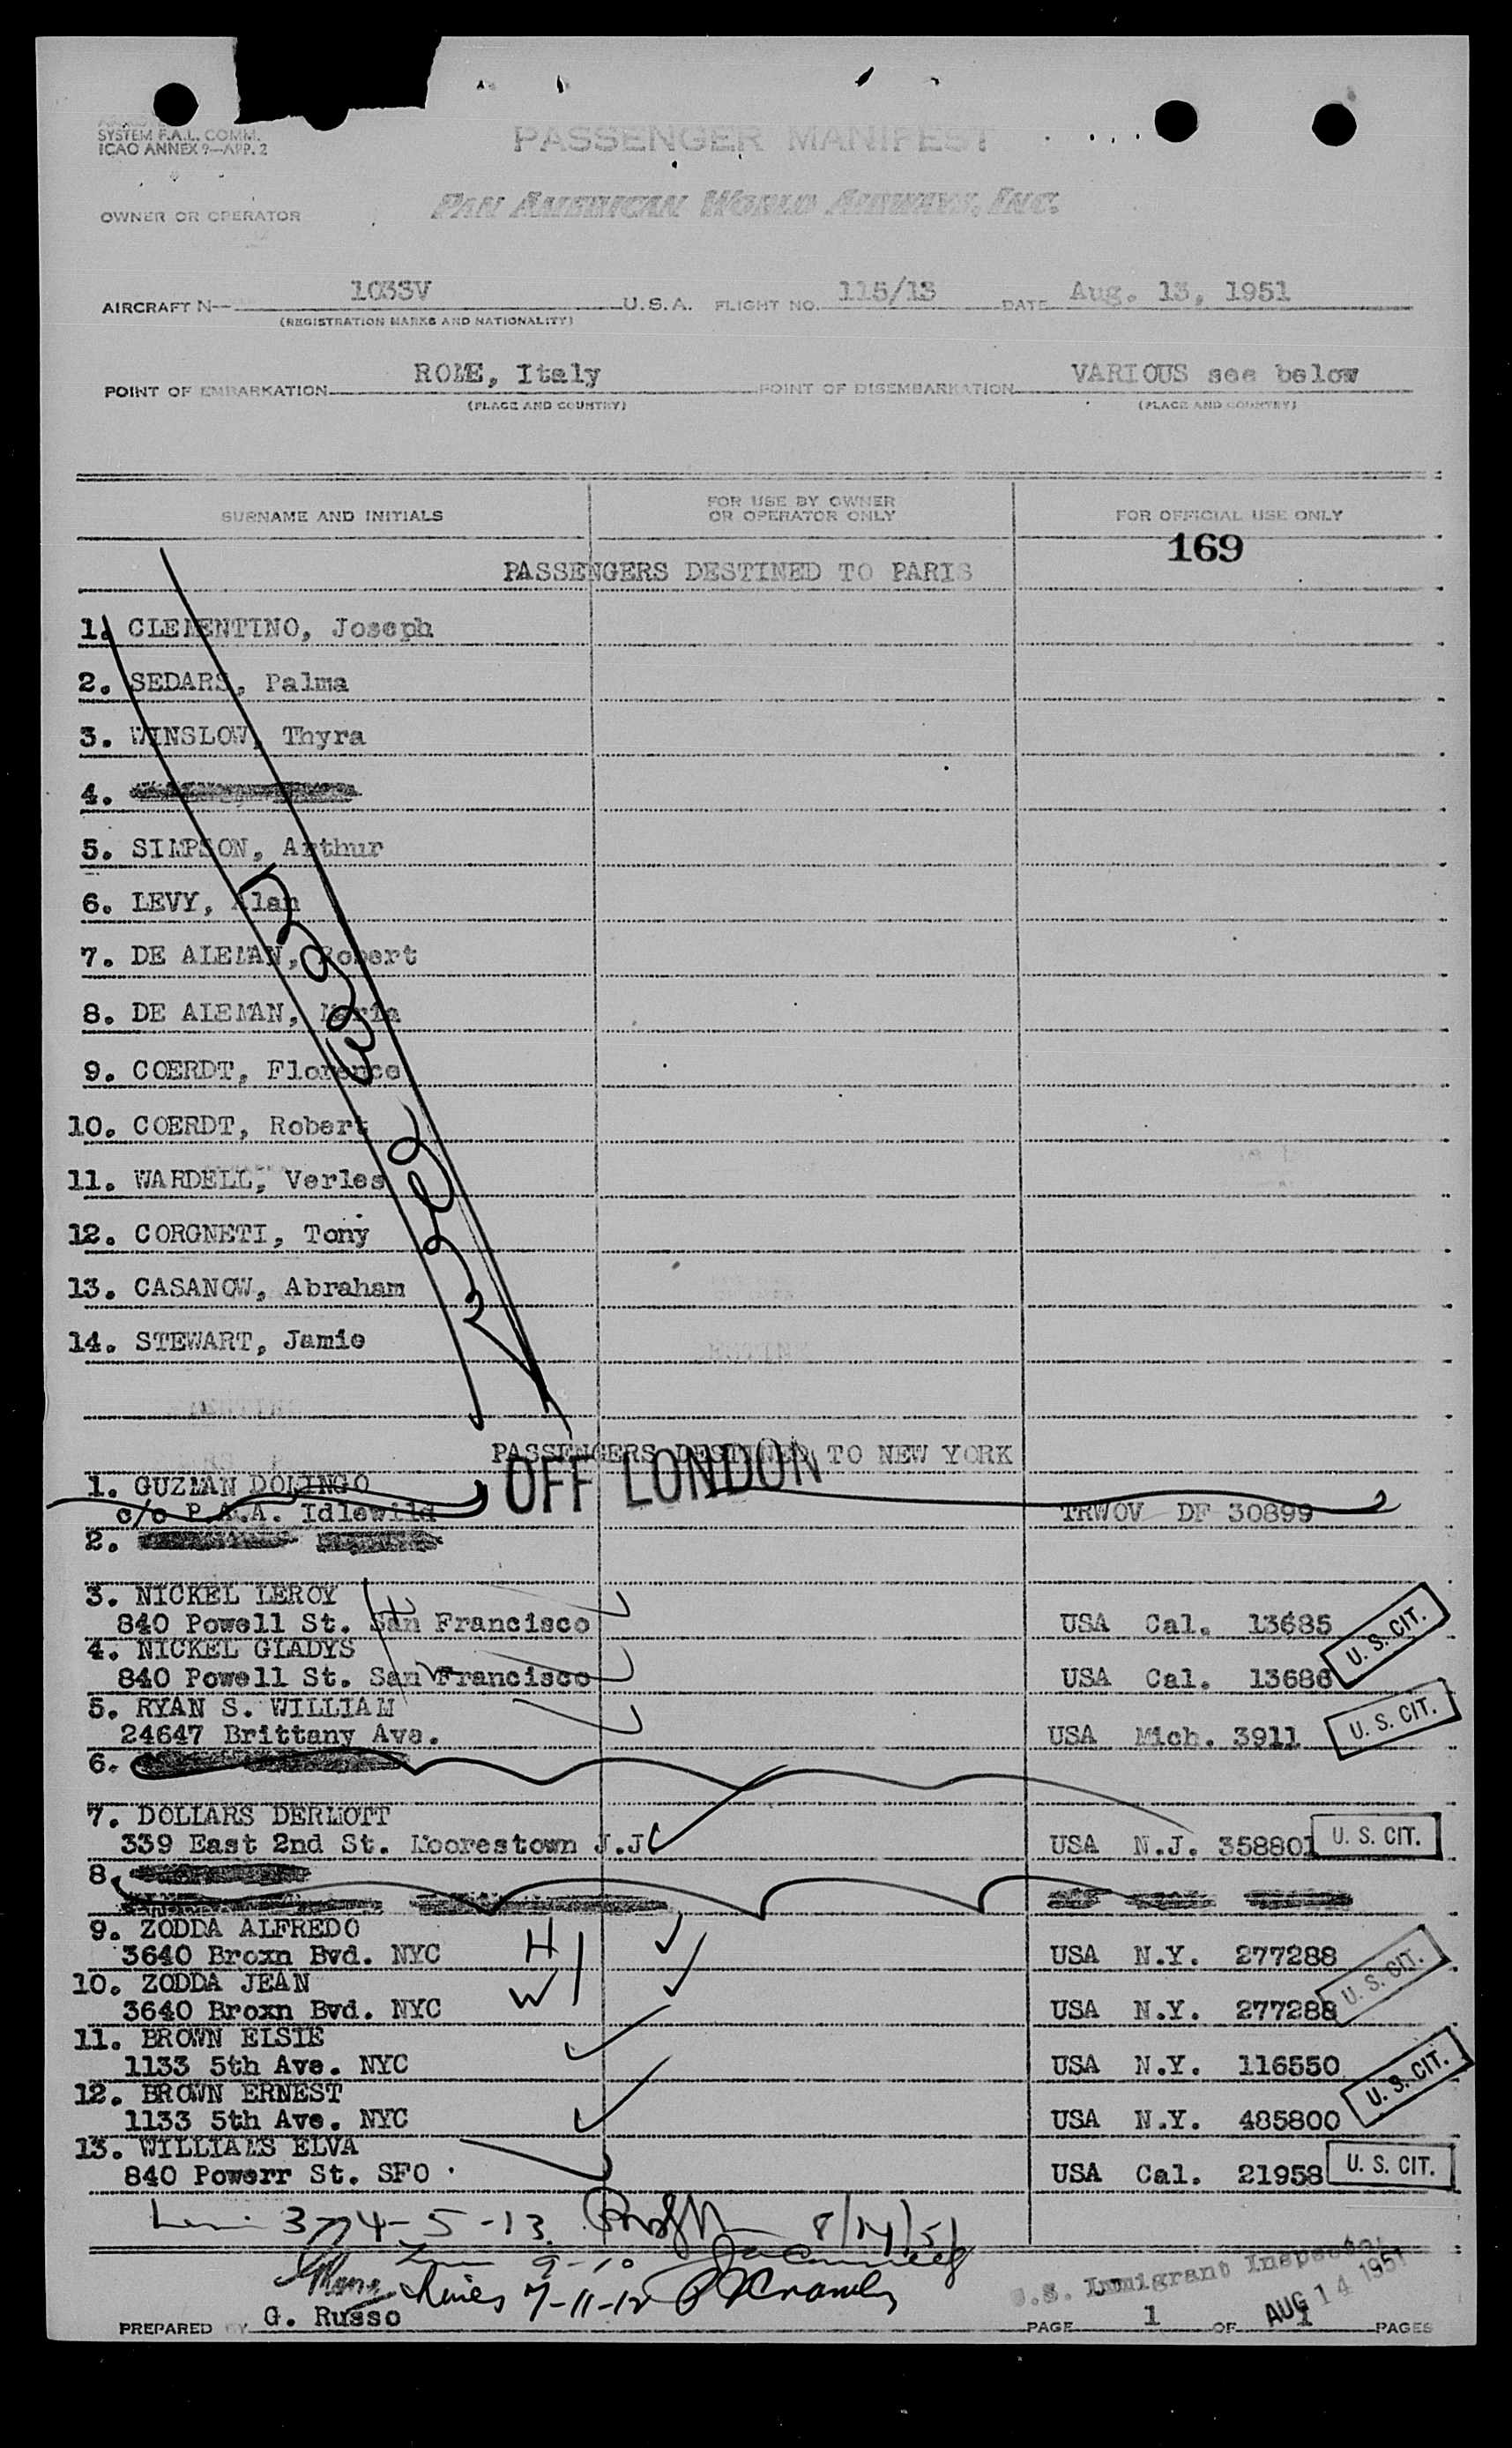 SYSTEM F.A.L. COMM.
ICAO ANNEX 9—APP. 2
PASSENGER MANIFEST
OWNER OR OPERATOR
PAN AMERICAN WORLD AIRWAYS, INC.
AIRCRAFT N— 1033V U.S.A. FLIGHT NO. 115/13 DATE Aug. 13, 1951
(REGISTRATION MARKS AND NATIONALITY)
POINT OF EMBARKATION ROME, Italy POINT OF DISEMBARKATION VARIOUS see below
(PLACE AND COUNTRY) (PLACE AND COUNTRY)
SURNAME AND INITIALS FOR USE BY OWNER OR OPERATOR ONLY FOR OFFICIAL USE ONLY
169
PASSENGERS DESTINED TO PARIS
1. CLEMENTINO, Joseph
2. SEDARS, Palma
3. WINSLOW, Thyra
4.
5. SIMPSON, Arthur
6. LEVY, Alan
7. DE ALEMAN, Robert
8. DE ALEMAN, Maria
9. COERDT, Florence
10. COERDT, Robert
11. WARDELL, Verles
12. CORGNETI, Tony
13. CASANOW, Abraham
14. STEWART, Jamie
PASSENGERS DESTINED TO NEW YORK
OFF LONDON
1. GUZMAN DOMINGO
c/o P.A.A. Idlewild TRWOV DF 30899
2.
3. NICKEL LEROY
840 Powell St. San Francisco USA Cal. 13685
4. NICKEL GLADYS U.S. CIT.
840 Powell St. San Francisco USA Cal. 13686
5. RYAN S. WILLIAM
24647 Brittany Ave. USA Mich. 3911 U.S. CIT.
6.
7. DOLLARS DERMOTT
339 East 2nd St. Moorestown J.J USA N.J. 358801 U.S. CIT.
8.
9. ZODDA ALFREDO H
3640 Broxn Bvd. NYC USA N.Y. 277288
10. ZODDA JEAN W U.S. CIT.
3640 Broxn Bvd. NYC USA N.Y. 277288
11. BROWN ELSIE
1133 5th Ave. NYC USA N.Y. 116550
12. BROWN ERNEST U.S. CIT.
1133 5th Ave. NYC USA N.Y. 485800
13. WILLIAMS ELVA
840 Powerr St. SFO USA Cal. 21958 U.S. CIT.
3-4-5-13 8/14/51
9-10
7-11-12
U.S. Immigrant Inspector
AUG 14 1951
PREPARED BY G. Russo PAGE 1 OF 1 PAGES